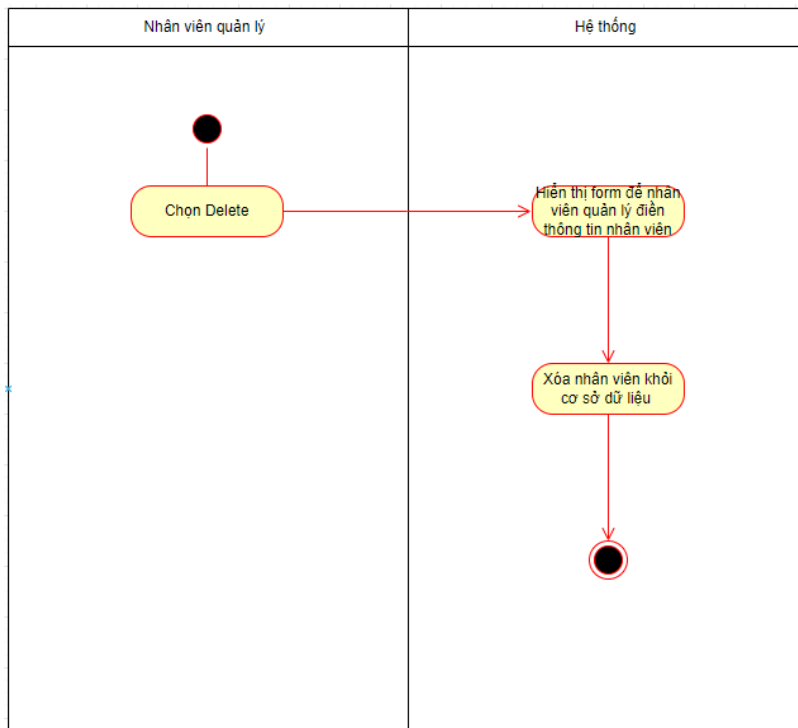 Nhân viên quản lý
Hệ thống
Chọn Delete
Hiển thị form để nhân
viên quản lý điền
thông tin nhân viên
Xóa nhân viên khỏi
cơ sở dữ liệu